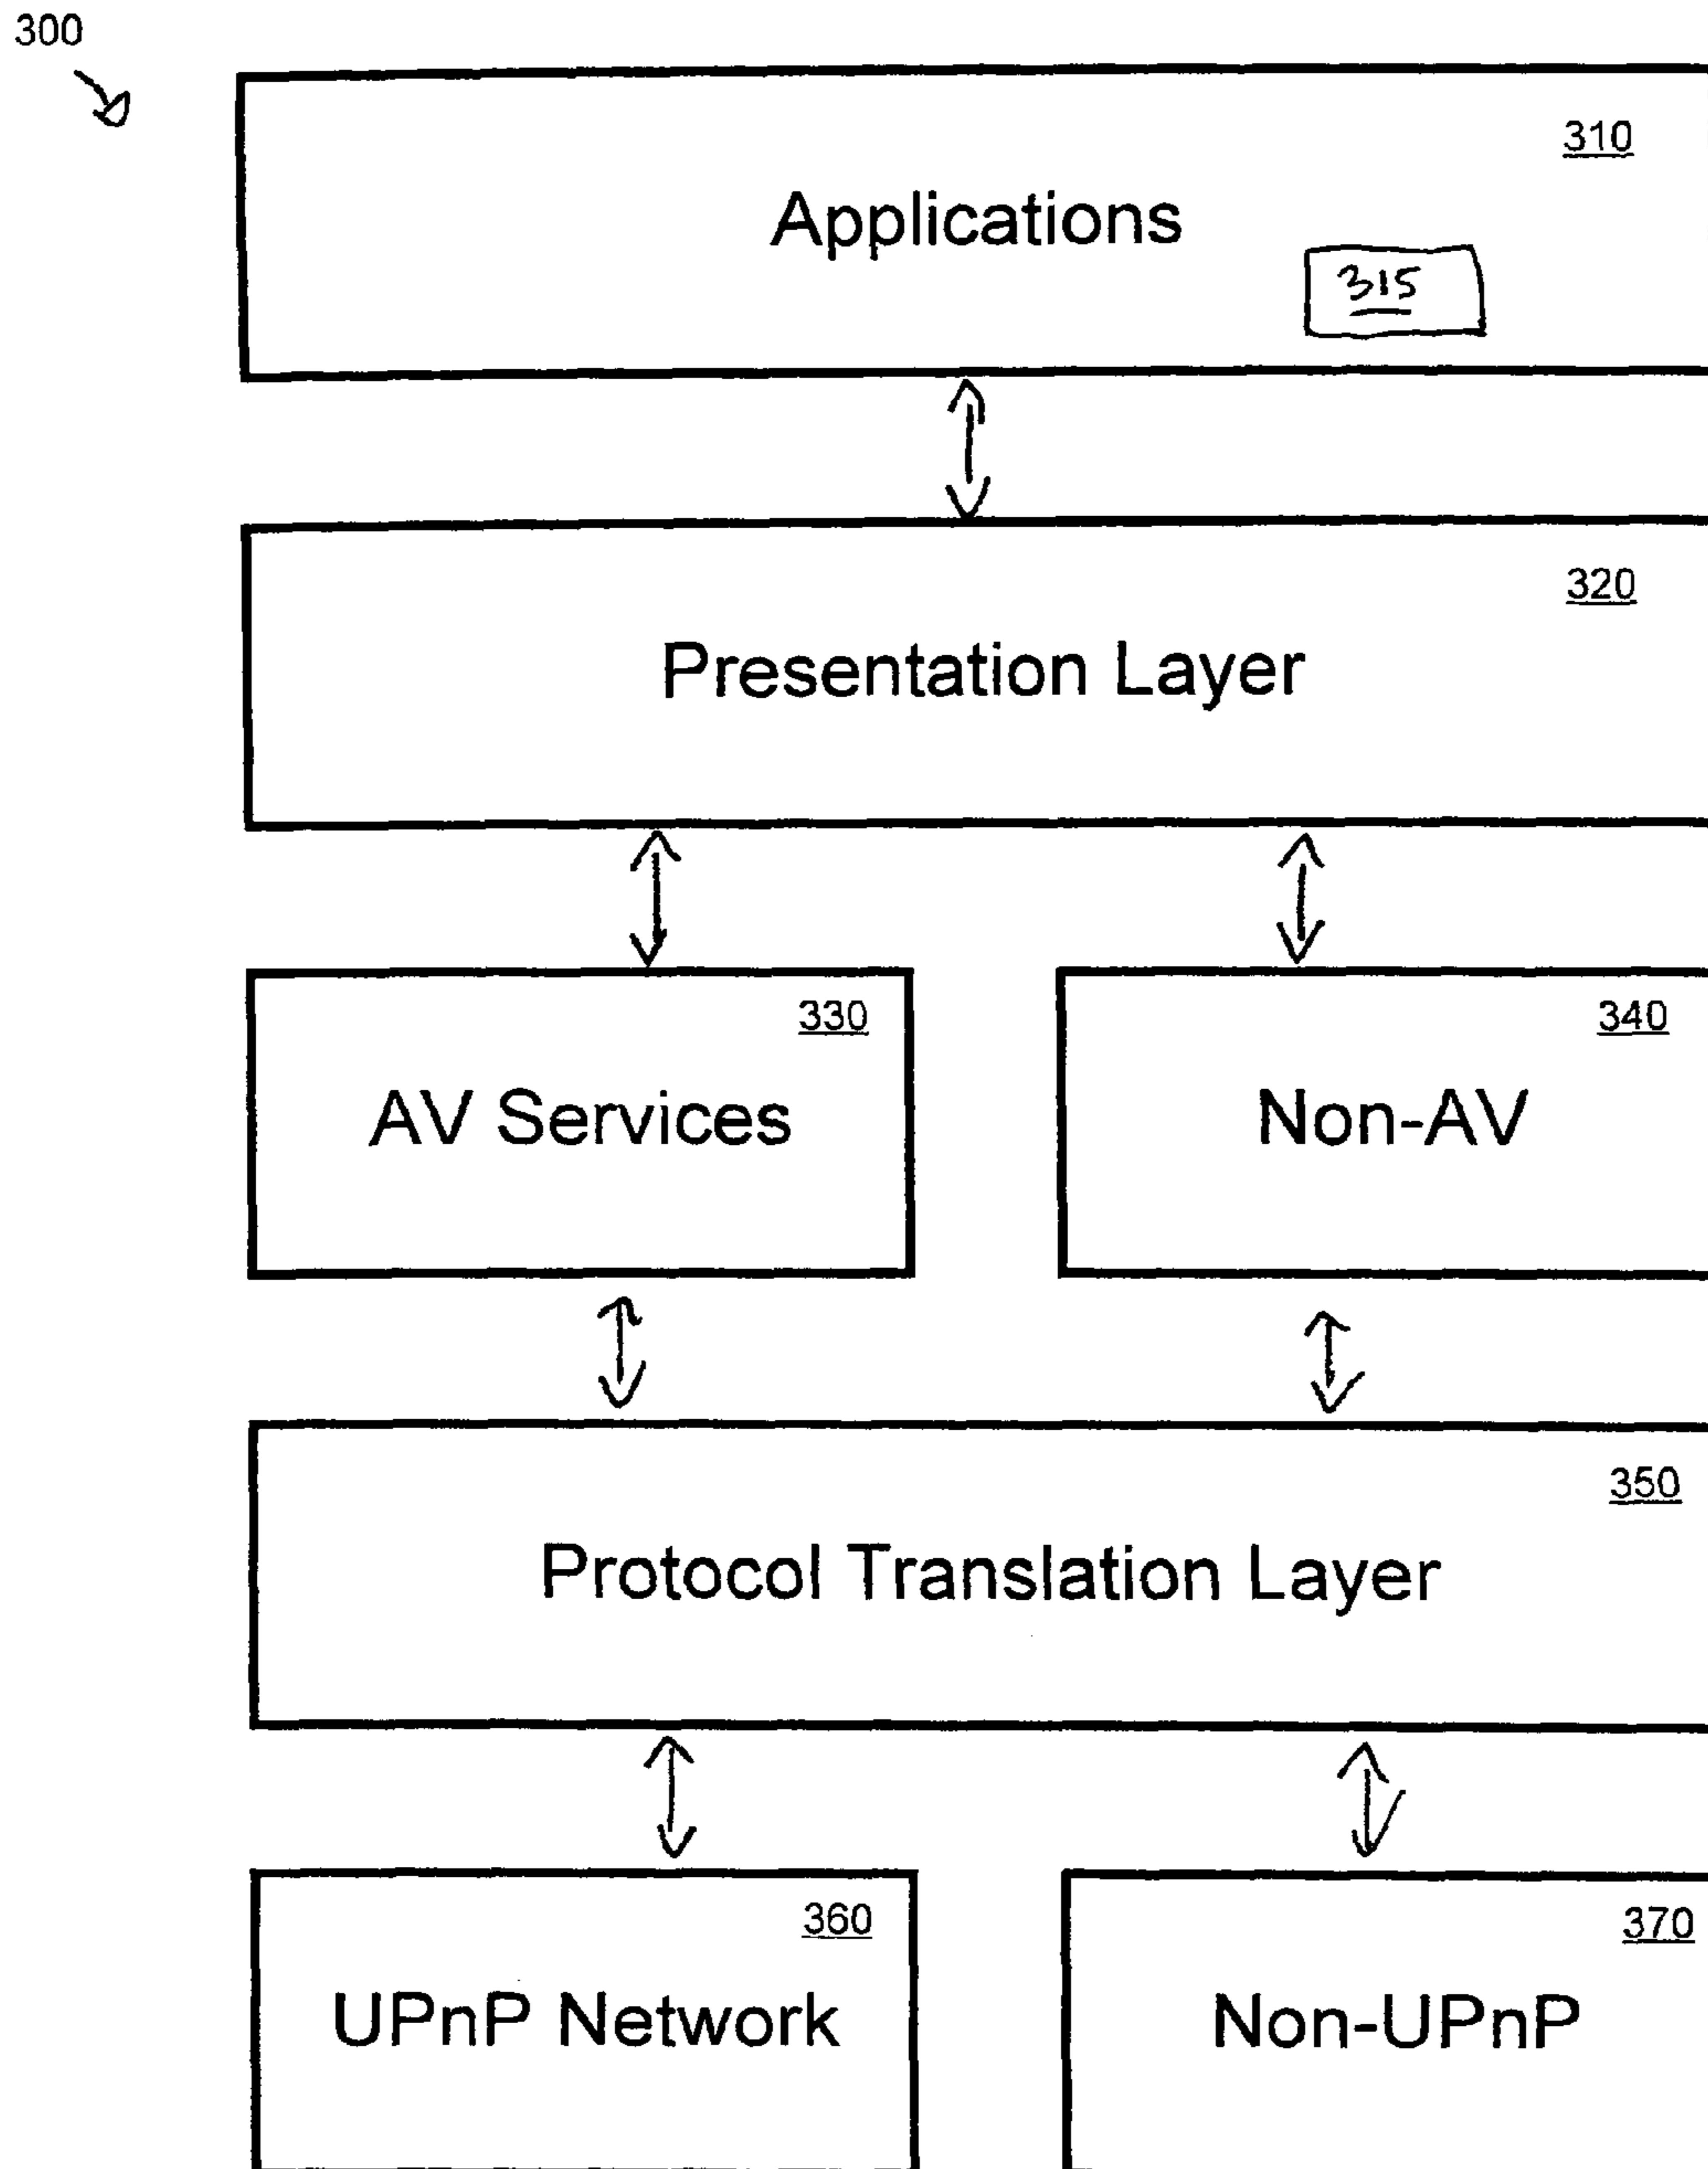 300
310
Applications
315
320
Presentation Layer
330
AV Services
340
Non-AV
350
Protocol Translation Layer
360
UPnP Network
370
Non-UPnP